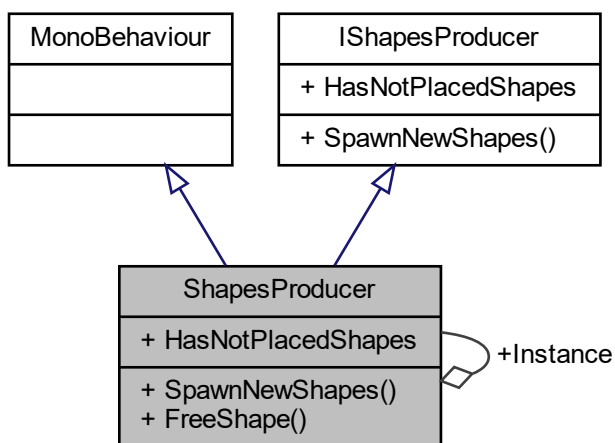 MonoBehaviour
IShapesProducer
+ HasNotPlacedShapes
+ SpawnNewShapes()
ShapesProducer
+ HasNotPlacedShapes
+Instance
+ SpawnNewShapes()
+ FreeShape()